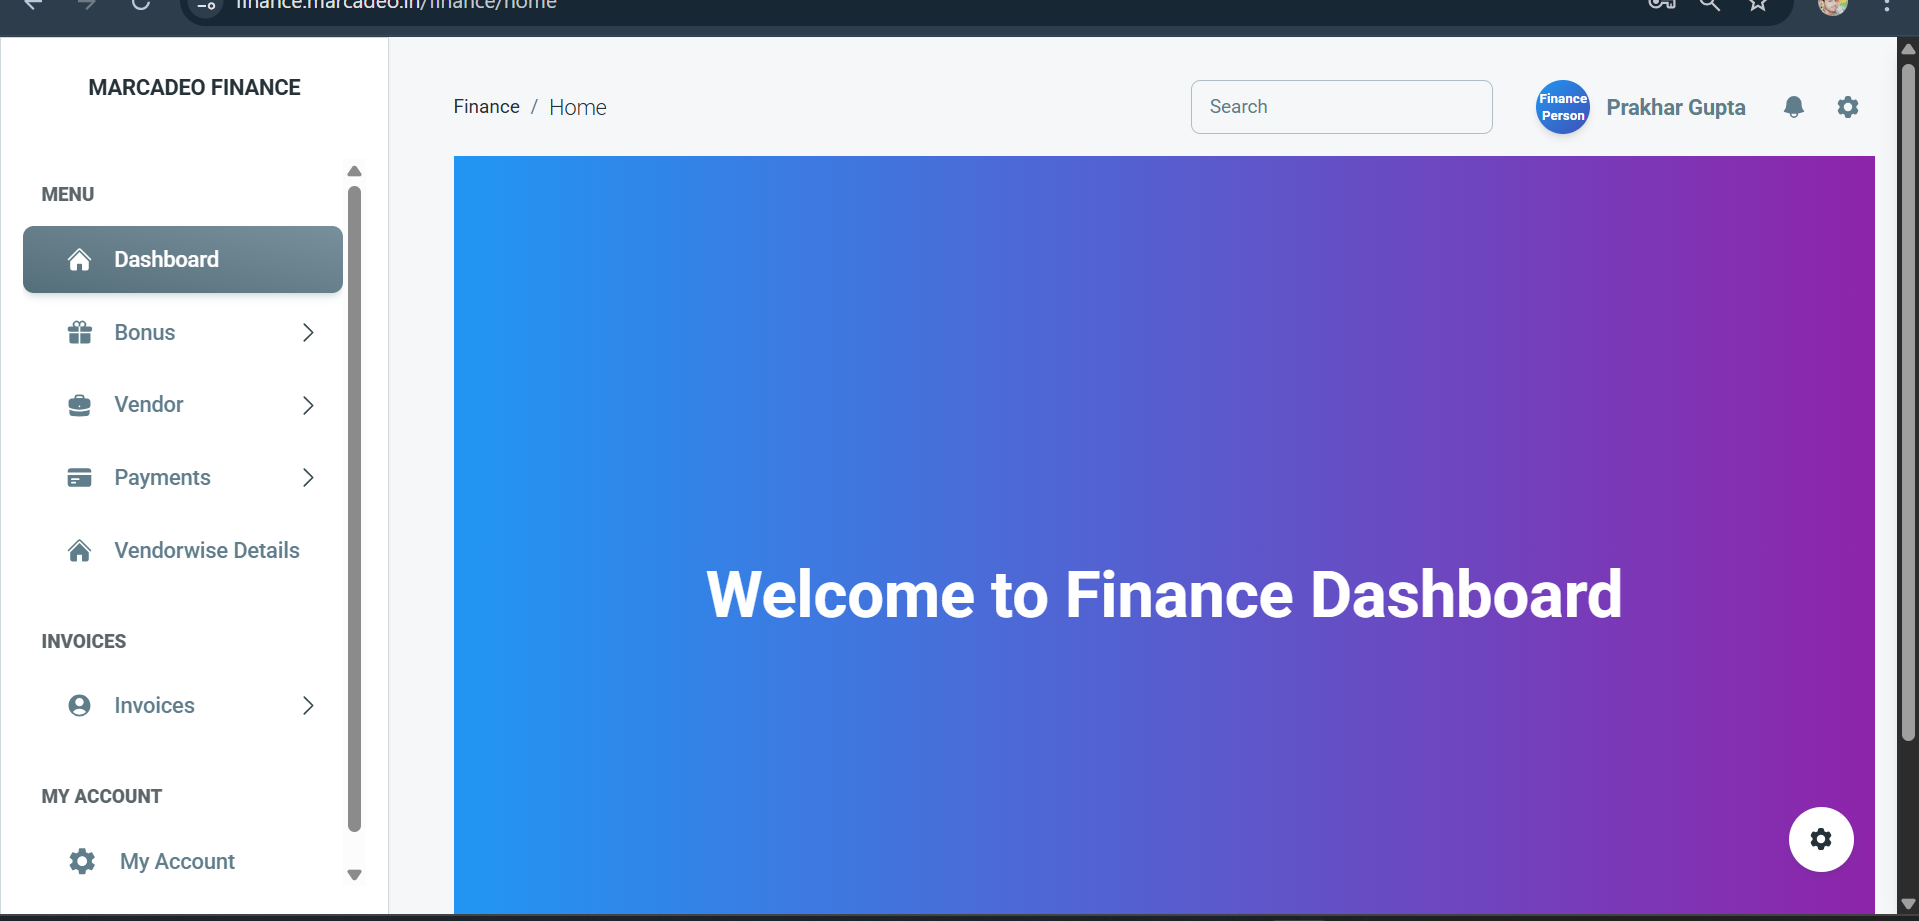 finance.marcadeo.in/finance/home
MARCADEO FINANCE
Finance / Home
Search
Finance
Person
Prakhar Gupta
MENU
Dashboard
Bonus
Vendor
Payments
Vendorwise Details
INVOICES
Invoices
MY ACCOUNT
My Account
Welcome to Finance Dashboard